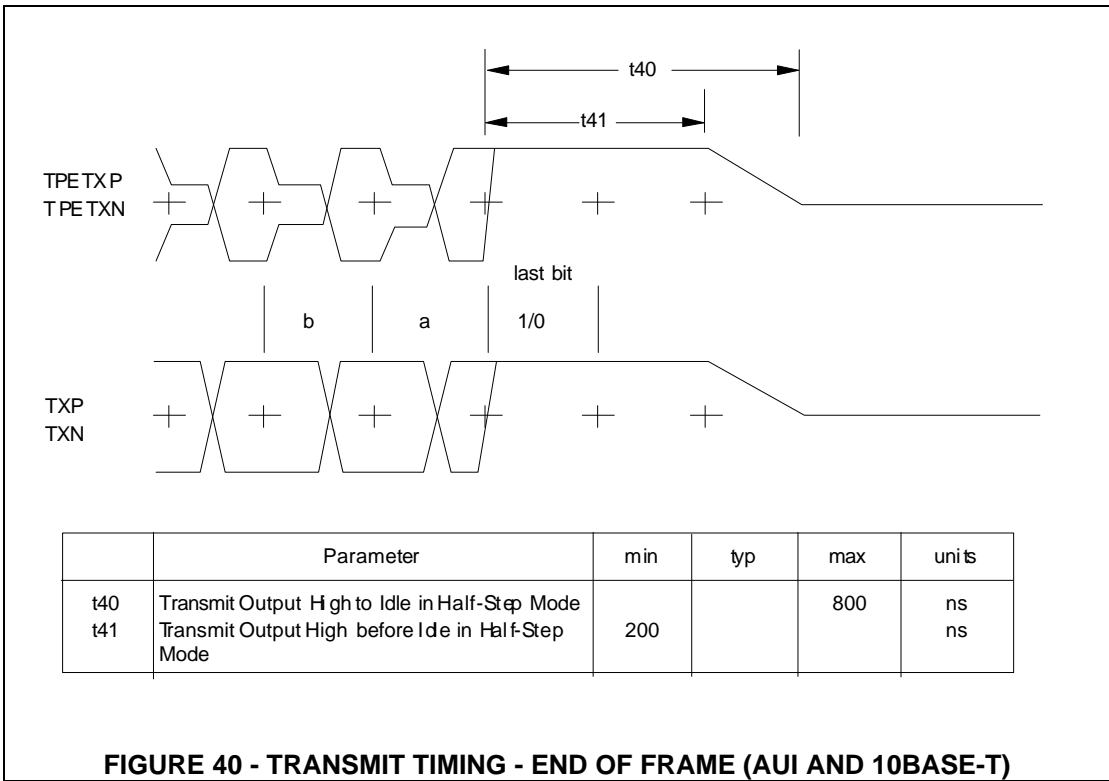 t40
t41
TPETXP
TPETXN
last bit
b a 1/0
TXP
TXN
Parameter min typ max units
t40 Transmit Output High to Idle in Half-Step Mode 800 ns
t41 Transmit Output High before Idle in Half-Step 200 ns
Mode
FIGURE 40 - TRANSMIT TIMING - END OF FRAME (AUI AND 10BASE-T)